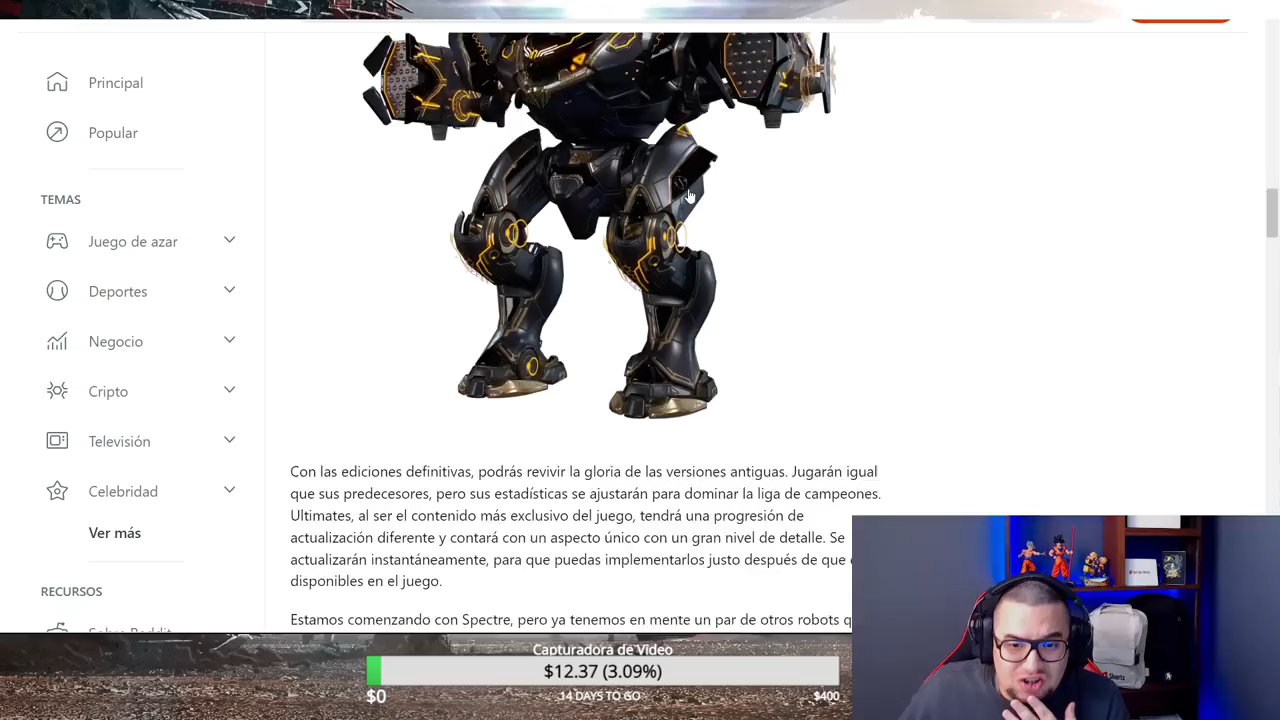 Principal
Popular
TEMAS
Juego de azar
Deportes
Negocio
Cripto
Televisión
Celebridad
Ver más
RECURSOS
Sobre Reddit
Con las ediciones definitivas, podrás revivir la gloria de las versiones antiguas. Jugarán igual
que sus predecesores, pero sus estadísticas se ajustarán para dominar la liga de campeones.
Ultimates, al ser el contenido más exclusivo del juego, tendrá una progresión de
actualización diferente y contará con un aspecto único con un gran nivel de detalle. Se
actualizarán instantáneamente, para que puedas implementarlos justo después de que
disponibles en el juego.
Estamos comenzando con Spectre, pero ya tenemos en mente un par de otros robots
Capturadora de Video
$12.37 (3.09%)
$0
14 DAYS TO GO
$400
Shorts